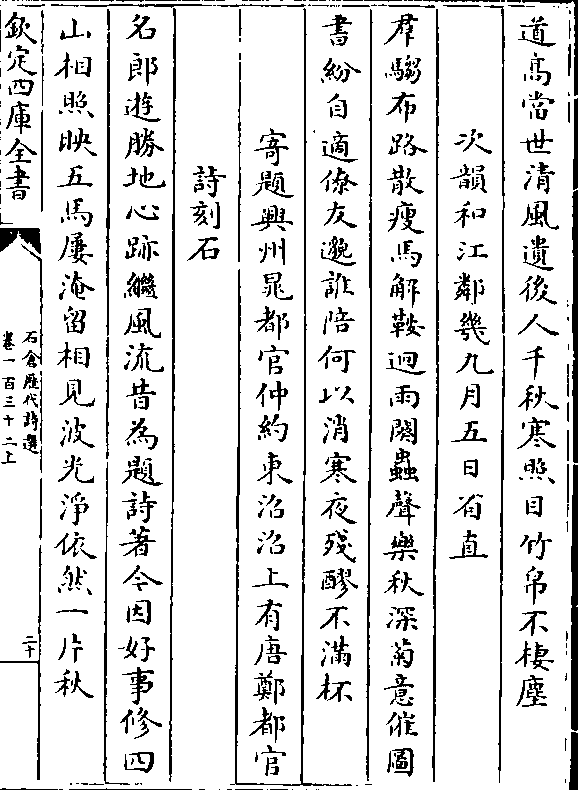 道高當世清風遺後人千秋寒照目竹帛不棲塵
次韻和江鄰幾九月五日省直
羣騶布路散瘦馬解鞍迴雨闋蟲聲樂秋深菊意催圖
書紛自適僚友邈誰陪何以消寒夜殘醪不滿杯
寄題興州晁都官仲約東沼沼上有唐鄭都官
詩刻石
名郎遊勝地心跡繼風流昔為題詩著今因好事修四
山相照映五馬屢淹留相見波光淨依然一片秋
欽定四庫全書
石倉歷代詩選
卷一百三十二上
二十